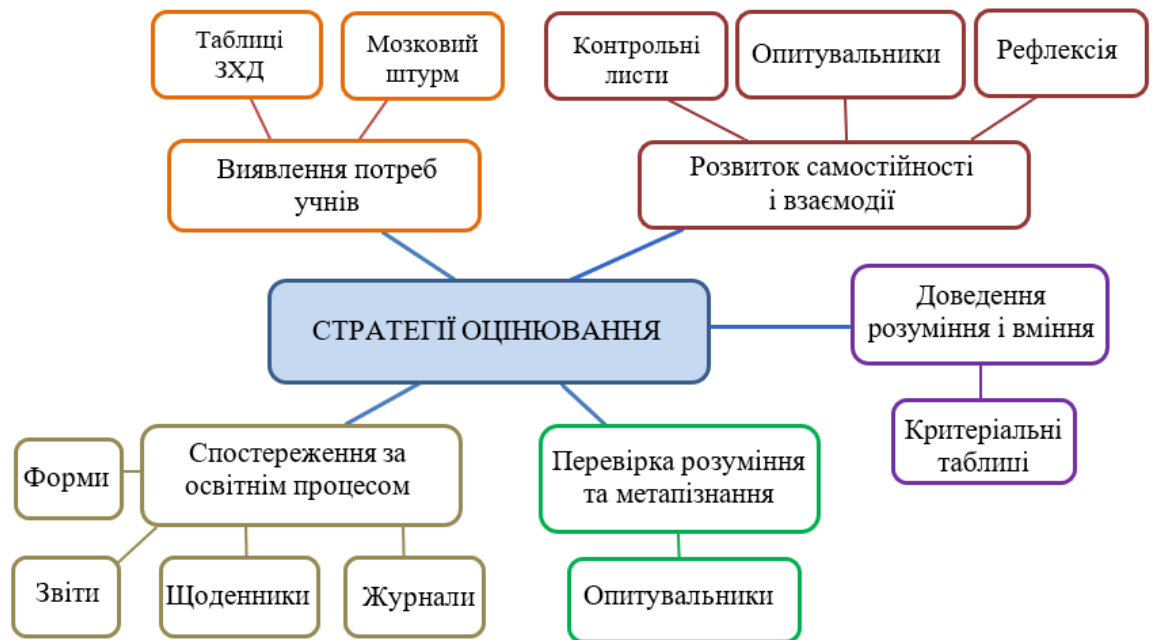 Таблиці
ЗХД
Мозковий
штурм
Контрольні
листи
Опитувальники
Рефлексія
Виявлення потреб
учнів
Розвиток самостійності
і взаємодії
СТРАТЕГІЇ ОЦІНЮВАННЯ
Доведення
розуміння і вміння
Критеріальні
таблиші
Форми
Спостереження за
освітнім процесом
Перевірка розуміння
та метапізнання
Звіти
Щоденники
Журнали
Опитувальники